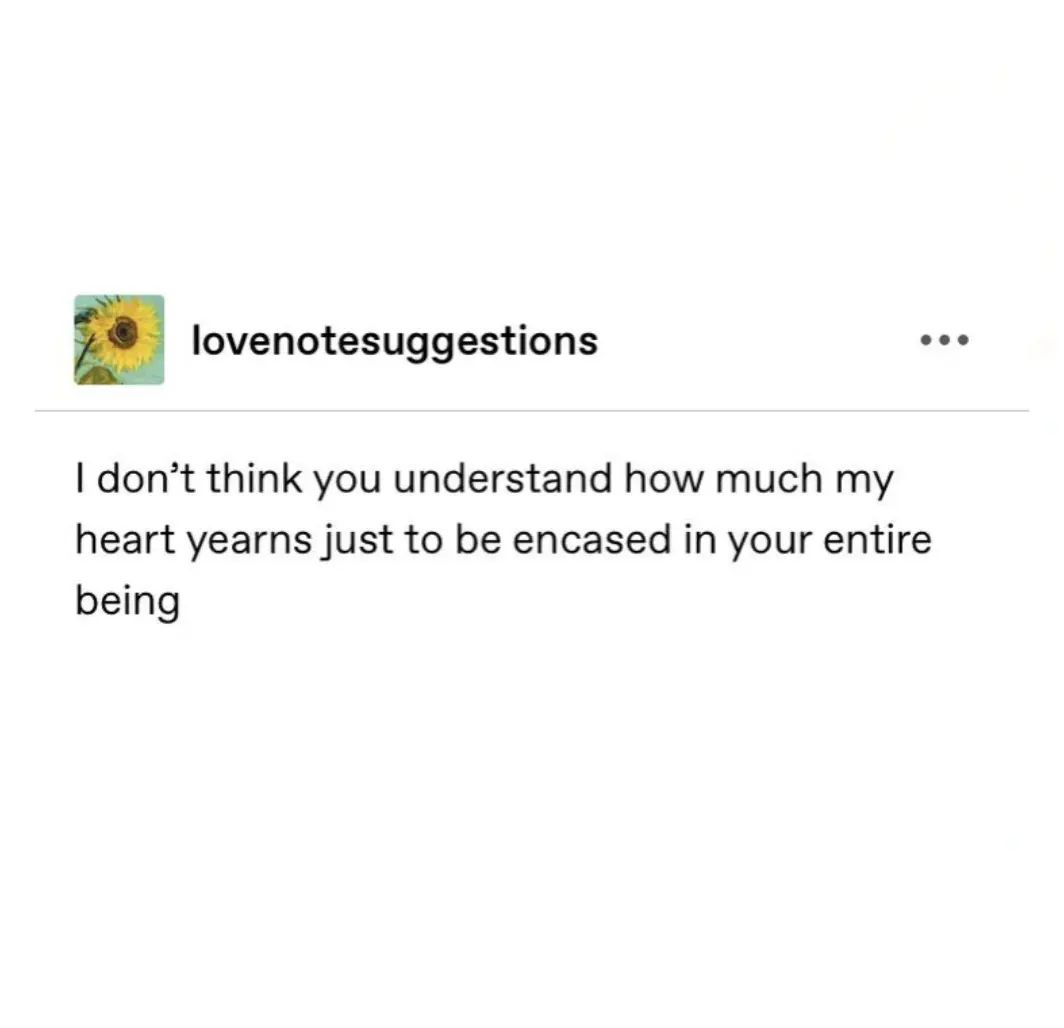 lovenotesuggestions
I don’t think you understand how much my
heart yearns just to be encased in your entire
being